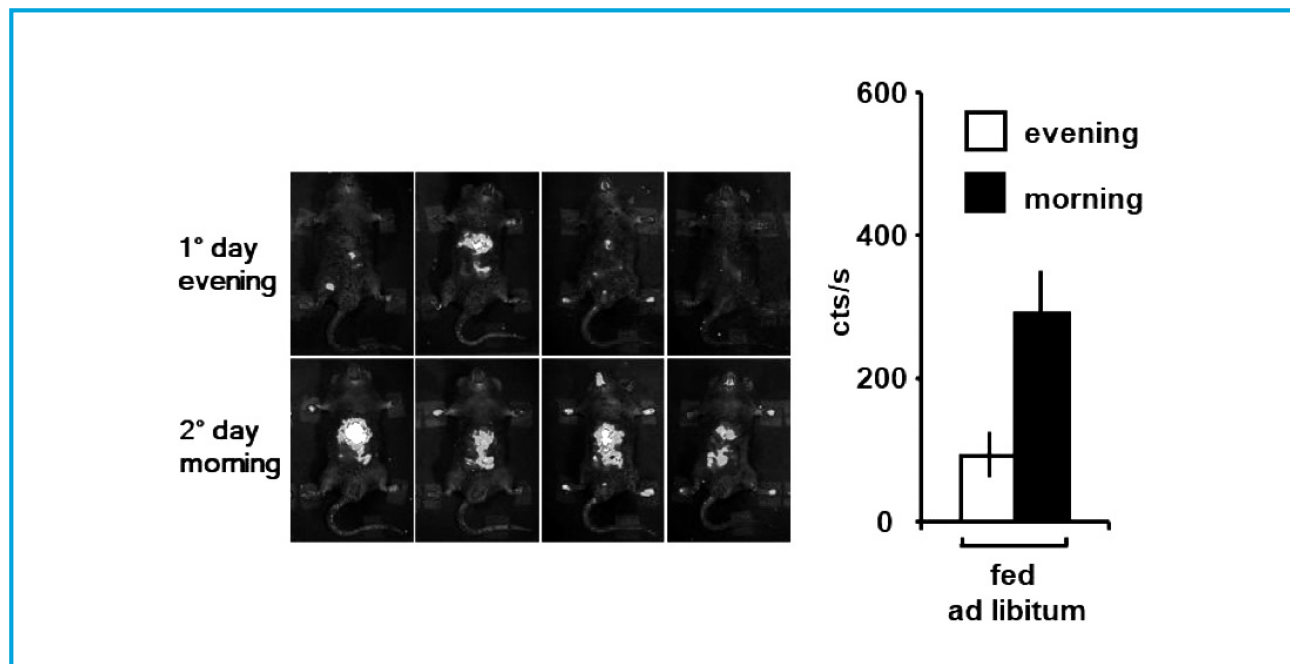 1° day
evening
2° day
morning
600
400
200
0
cts/s
evening
morning
fed
ad libitum